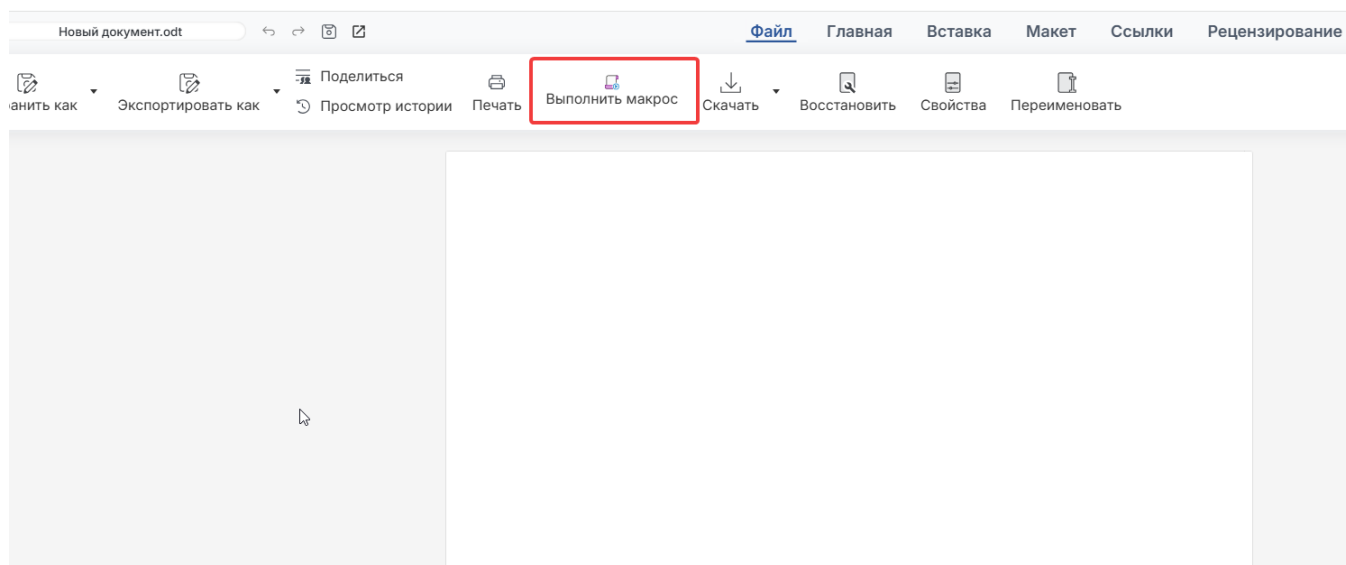 Новый документ.odt
Файл Главная Вставка Макет Ссылки Рецензирование
анить как Экспортировать как Поделиться Просмотр истории Печать Выполнить макрос Скачать Восстановить Свойства Переименовать